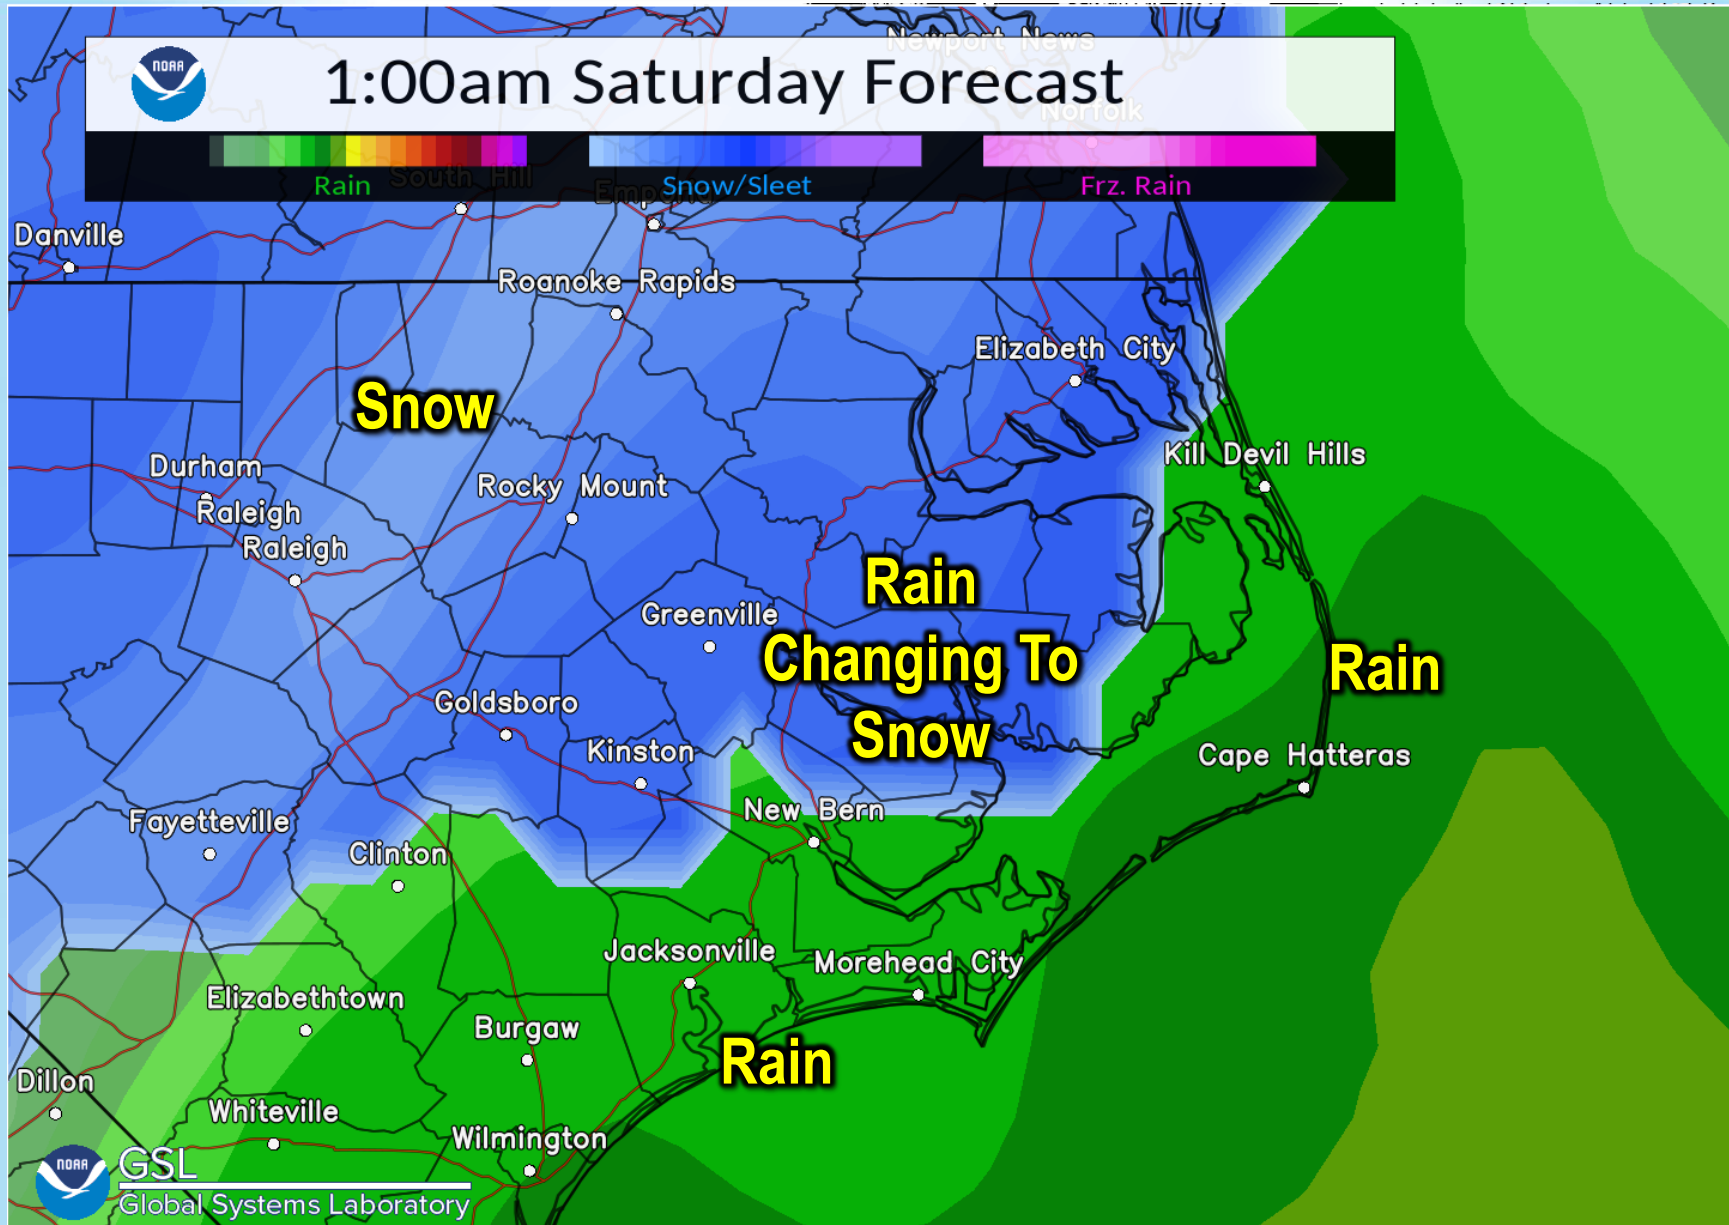 Newport News
NOAA
1:00am Saturday Forecast
Norfolk
South Hill
Emporia
Rain
Snow/Sleet
Frz. Rain
Danville
Roanoke Rapids
Elizabeth City
Snow
Kill Devil Hills
Durham
Rocky Mount
Raleigh
Raleigh
Rain
Changing To
Snow
Greenville
Rain
Goldsboro
Kinston
Cape Hatteras
New Bern
Fayetteville
Clinton
Jacksonville
Morehead City
Elizabethtown
Burgaw
Rain
Dillon
Whiteville
Wilmington
NOAA
GSL
Global Systems Laboratory